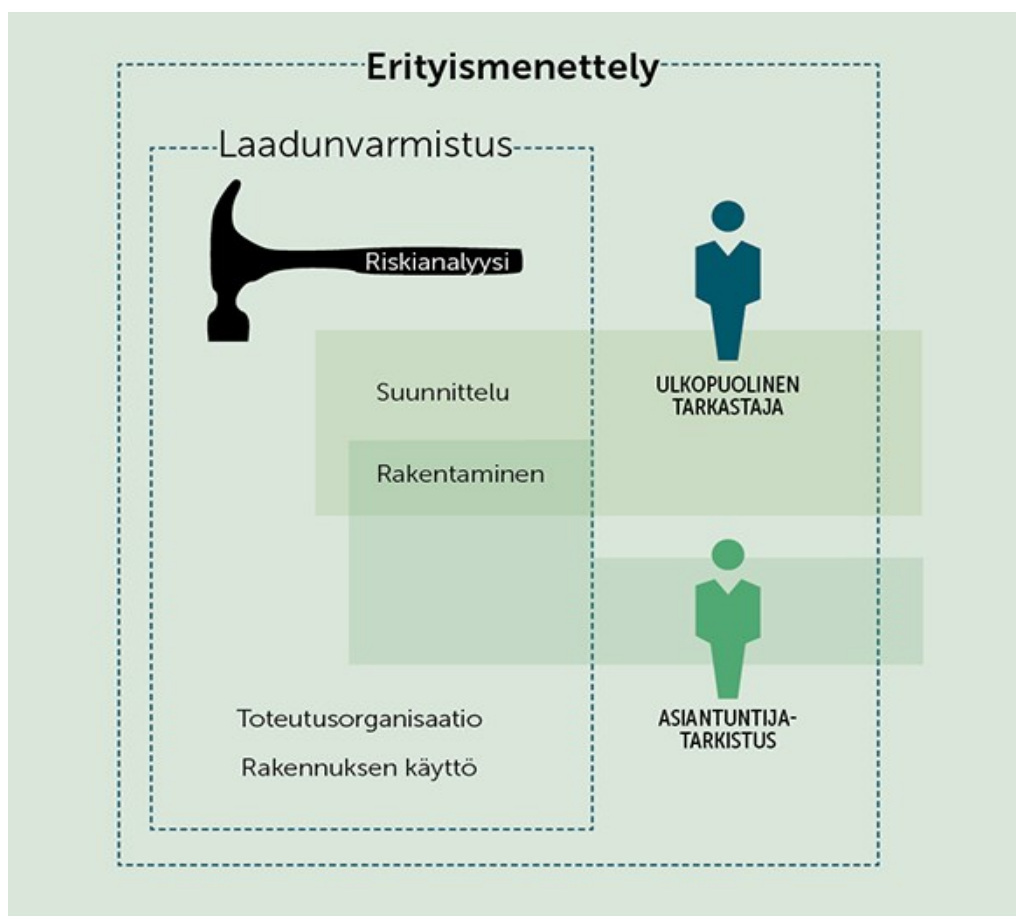 Erityismenettely
Laadunvarmistus
Riskianalyysi
Suunnittelu
ULKOPUOLINEN
TARKASTAJA
Rakentaminen
Toteutusorganisaatio
Rakennuksen käyttö
ASIANTUNTIJA-
TARKISTUS